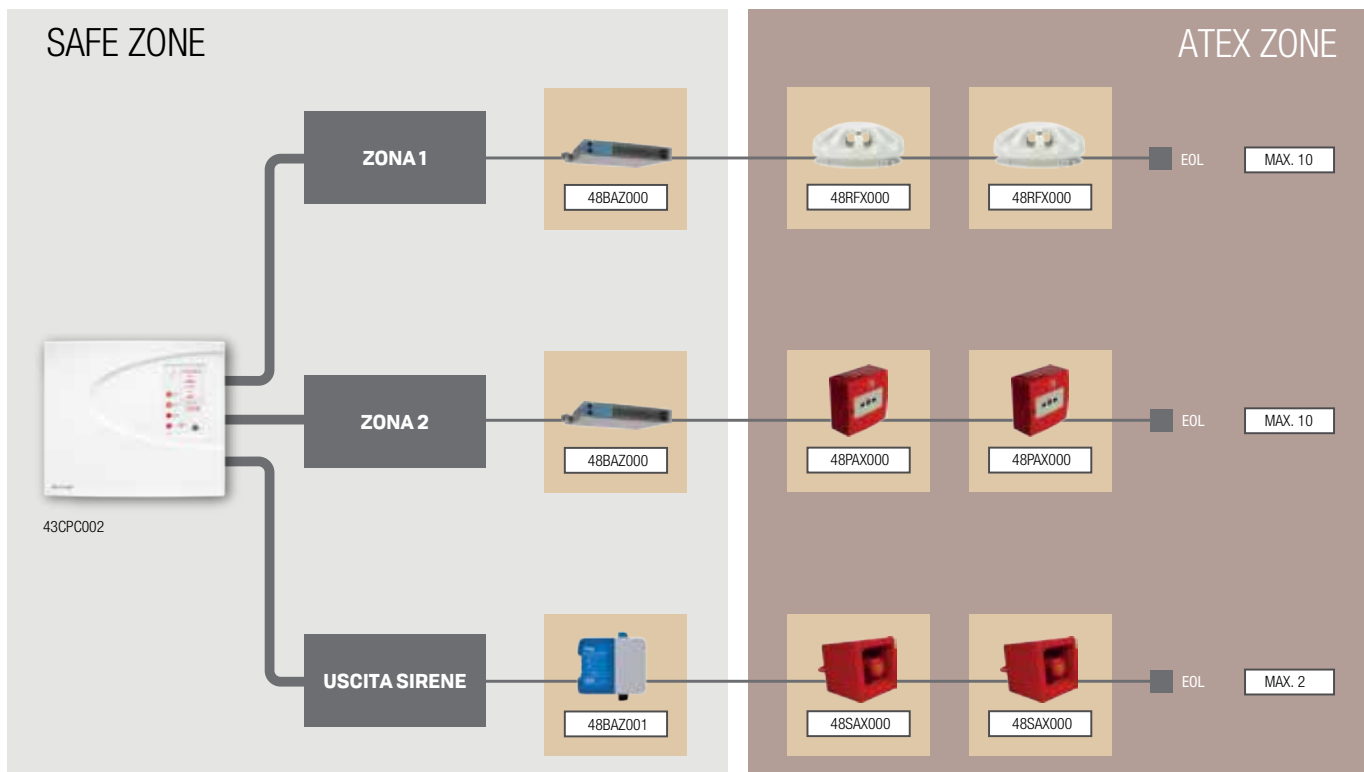 SAFE ZONE
ATEX ZONE
ZONA 1
48BAZ000
48RFX000
48RFX000
EOL
MAX. 10
ZONA 2
48BAZ000
48PAX000
48PAX000
EOL
MAX. 10
43CPC002
USCITA SIRENE
48BAZ001
48SAX000
48SAX000
EOL
MAX. 2